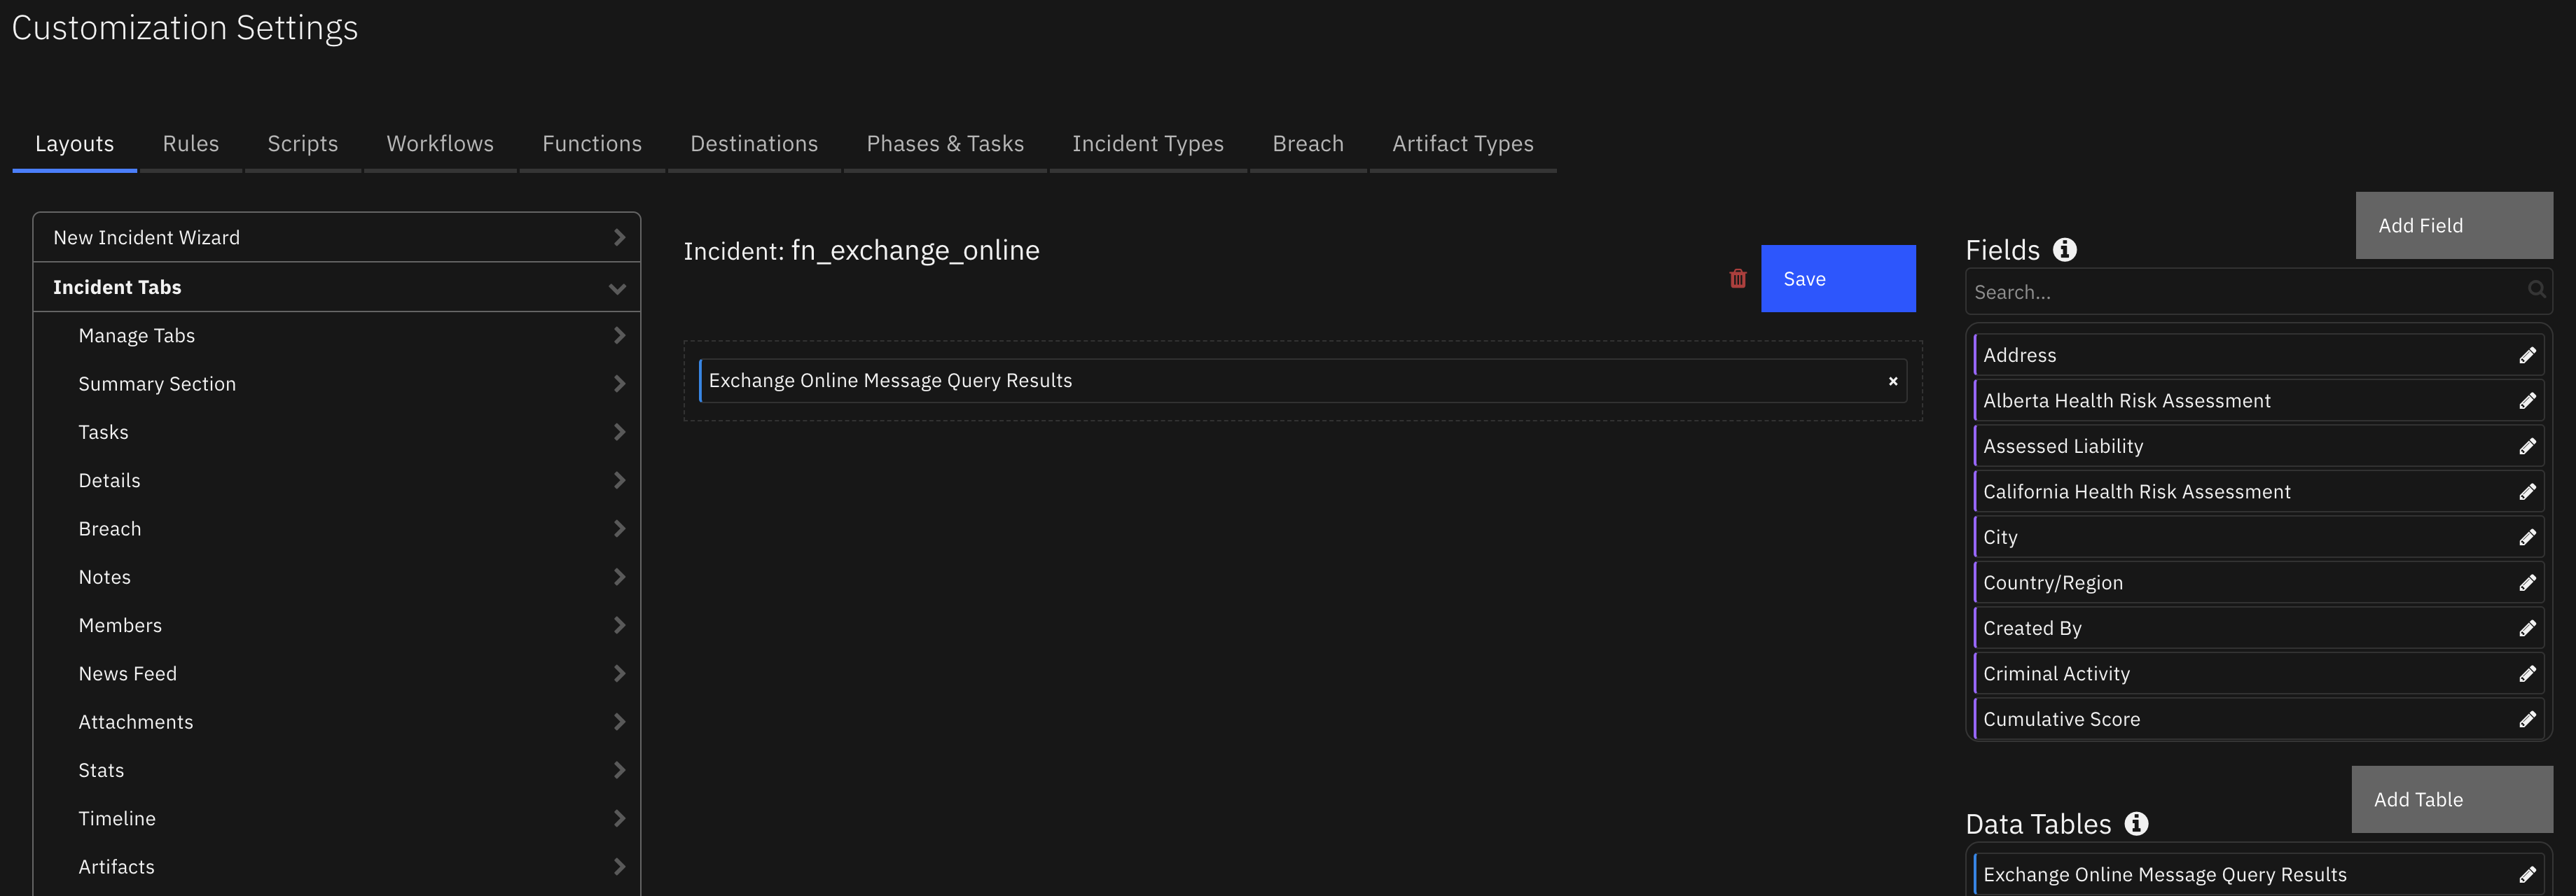 Customization Settings
Layouts Rules Scripts Workflows Functions Destinations Phases & Tasks Incident Types Breach Artifact Types
New Incident Wizard
Incident Tabs
Manage Tabs
Summary Section
Tasks
Details
Breach
Notes
Members
News Feed
Attachments
Stats
Timeline
Artifacts
Incident: fn_exchange_online
Save
Exchange Online Message Query Results
Add Field
Fields
Search...
Address
Alberta Health Risk Assessment
Assessed Liability
California Health Risk Assessment
City
Country/Region
Created By
Criminal Activity
Cumulative Score
Add Table
Data Tables
Exchange Online Message Query Results